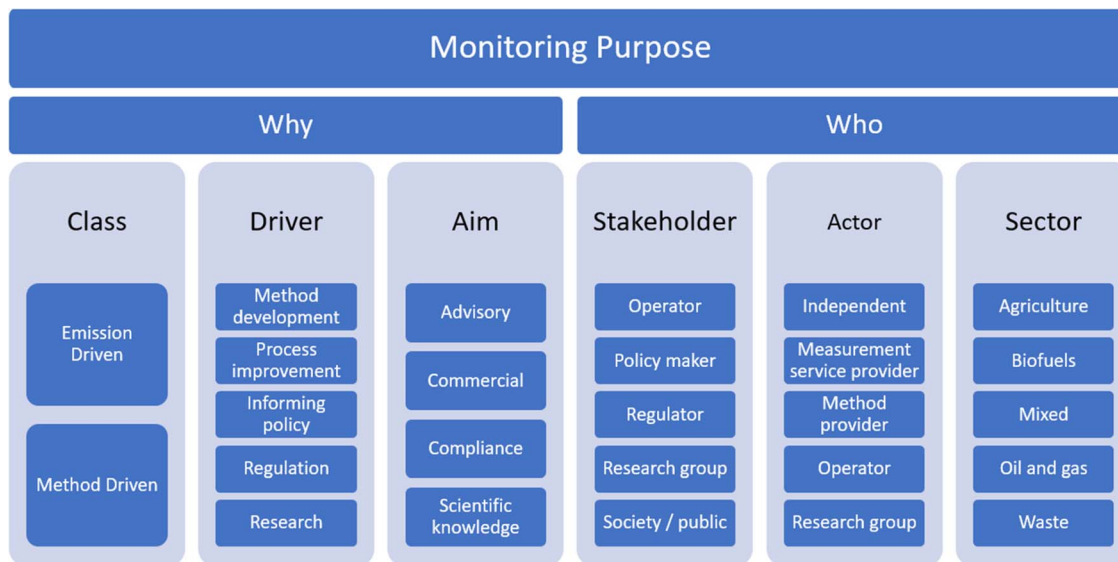 Monitoring Purpose
Why
Who
Class
Driver
Aim
Stakeholder
Actor
Sector
Emission
Driven
Method Driven
Method
development
Process
improvement
Informing
policy
Regulation
Research
Advisory
Commercial
Compliance
Scientific
knowledge
Operator
Policy maker
Regulator
Research group
Society / public
Independent
Measurement
service provider
Method
provider
Operator
Research group
Agriculture
Biofuels
Mixed
Oil and gas
Waste